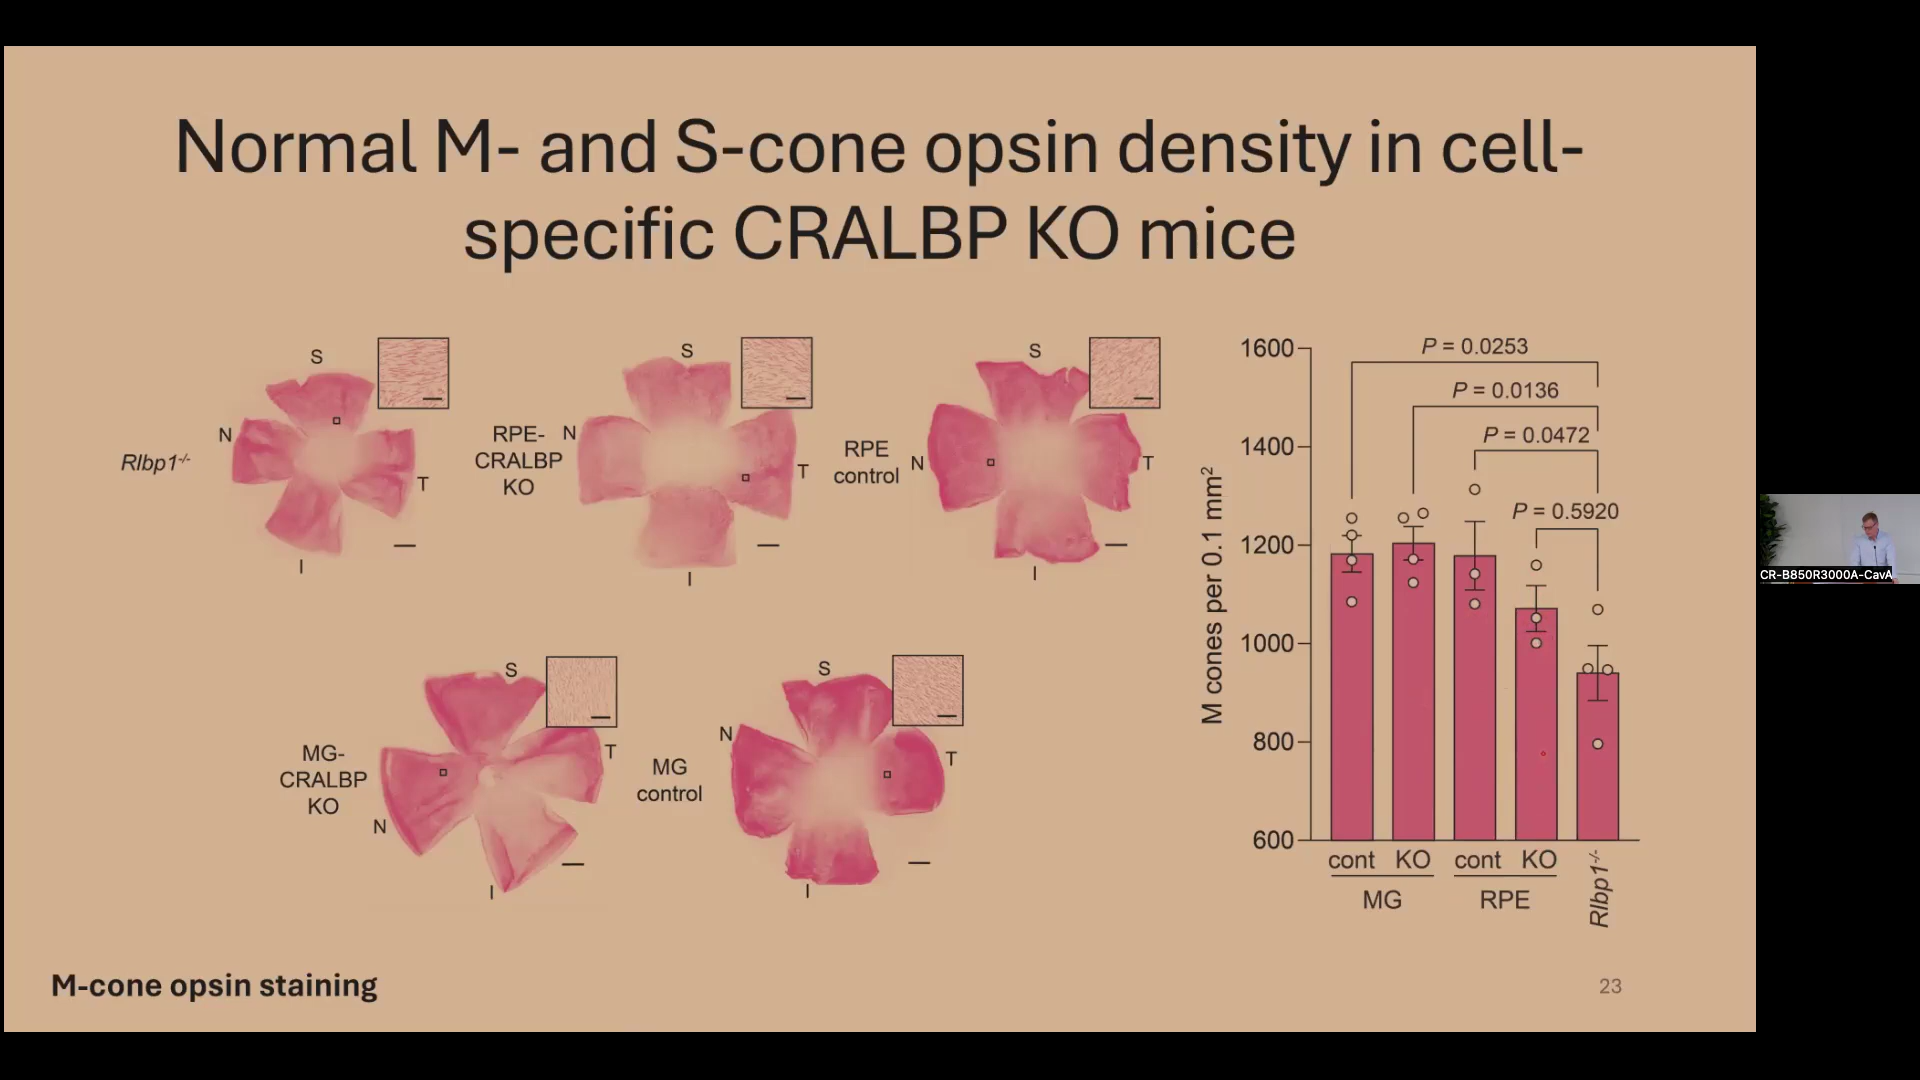 Normal M- and S-cone opsin density in cell-
specific CRALBP KO mice
Rlbp1-/-
S
N
T
I
RPE-
CRALBP
KO
S
N
T
I
RPE
control
S
N
T
I
MG-
CRALBP
KO
S
N
T
I
MG
control
S
N
T
I
M cones per 0.1 mm2
1600
1400
1200
1000
800
600
P = 0.0253
P = 0.0136
P = 0.0472
P = 0.5920
cont KO cont KO
MG RPE
Rlbp1-/-
M-cone opsin staining
23
CR-B850R3000A-CavA